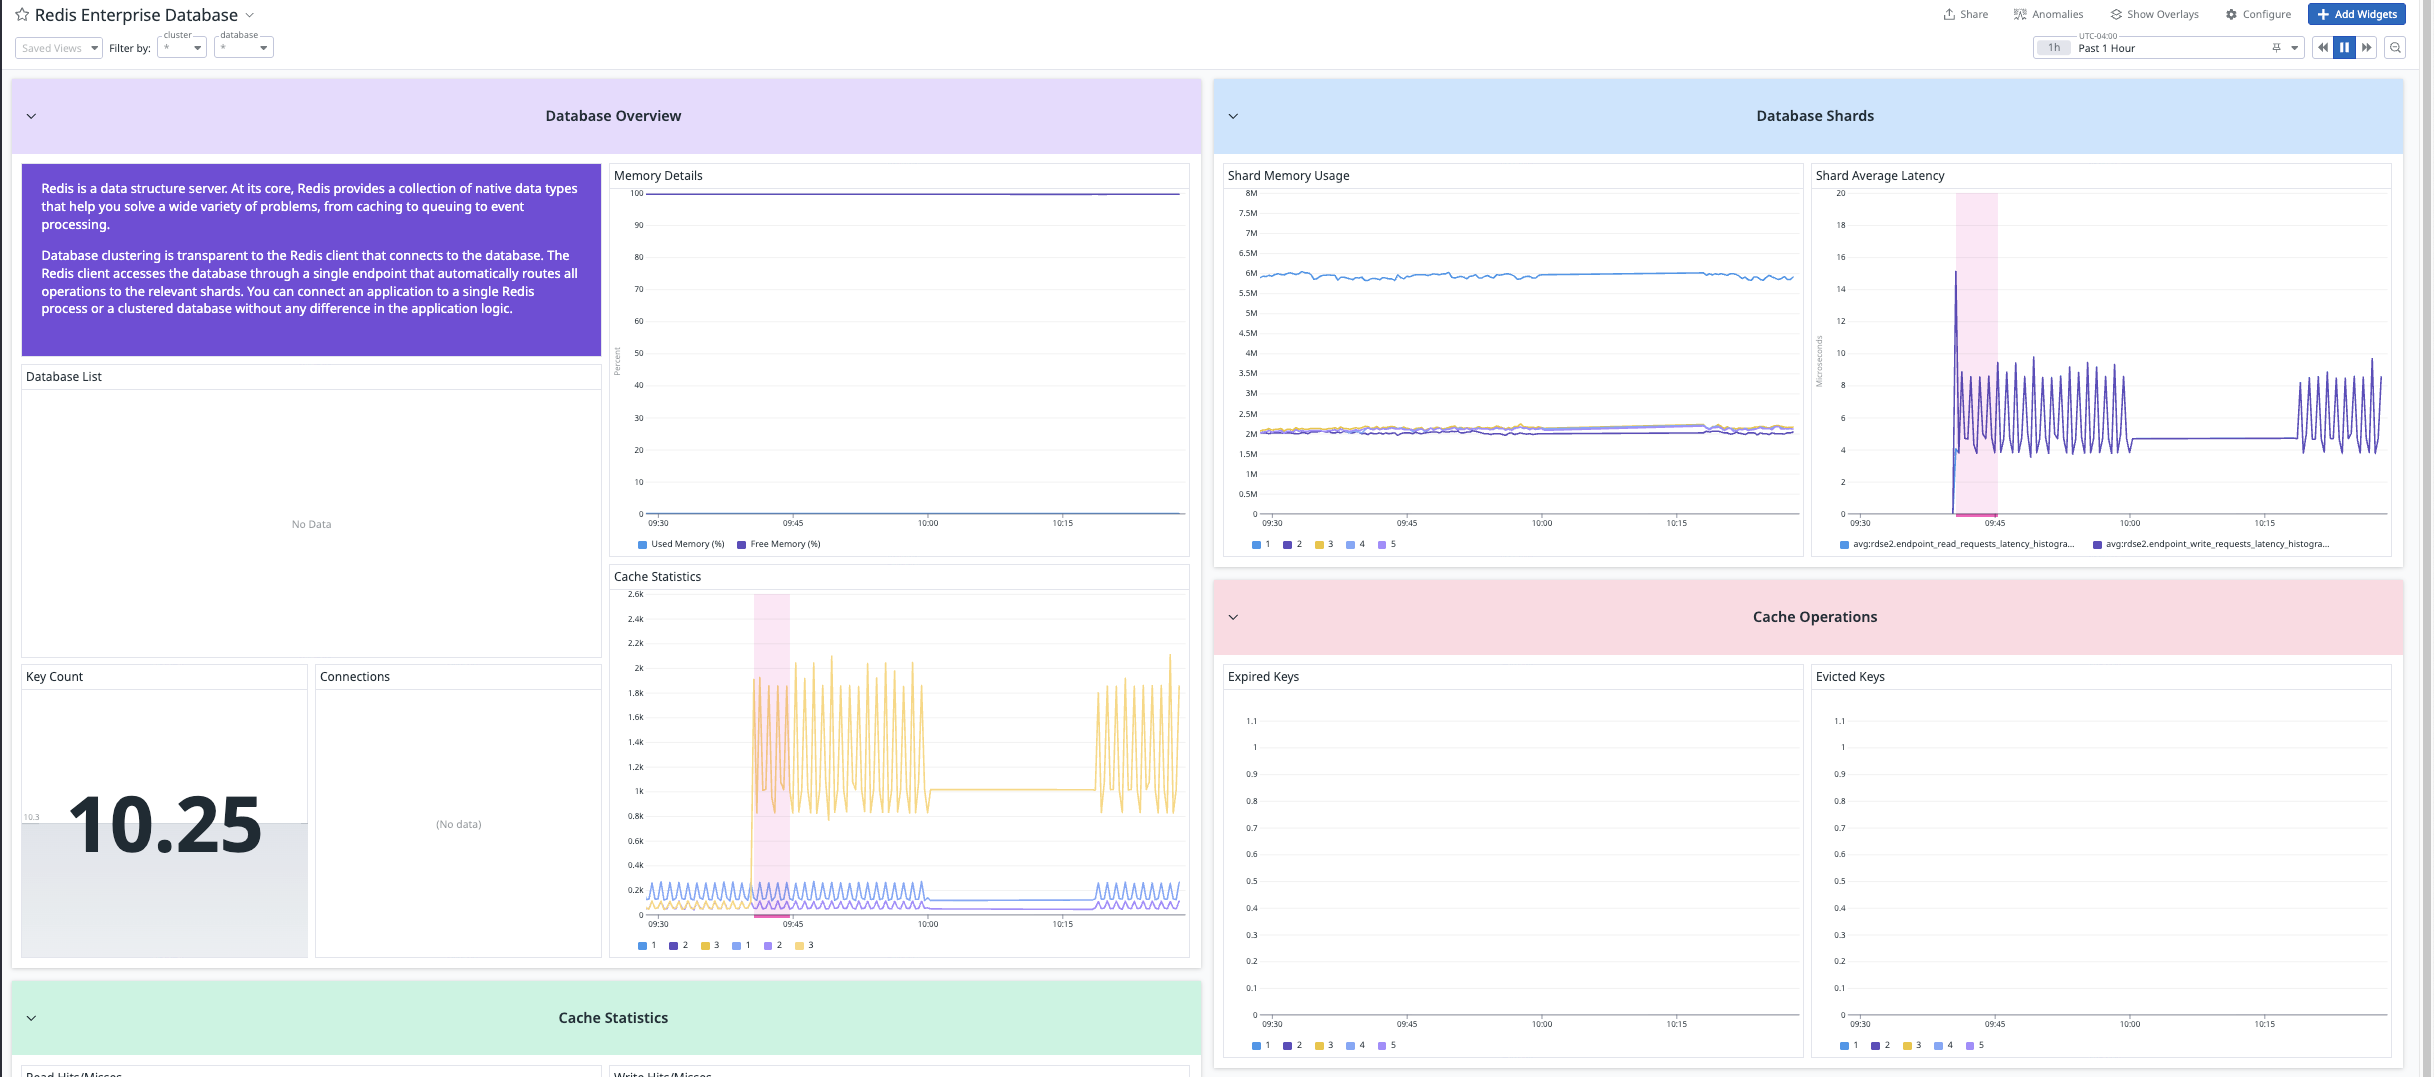 Redis Enterprise Database
Share
Anomalies
Show Overlays
Configure
Add Widgets
Saved Views
Filter by:
cluster
*
database
*
1h
UTC-04:00
Past 1 Hour
Database Overview
Redis is a data structure server. At its core, Redis provides a collection of native data types
that help you solve a wide variety of problems, from caching to queuing to event
processing.
Database clustering is transparent to the Redis client that connects to the database. The
Redis client accesses the database through a single endpoint that automatically routes all
operations to the relevant shards. You can connect an application to a single Redis
process or a clustered database without any difference in the application logic.
Database List
No Data
Key Count
10.3
10.25
Connections
(No data)
Memory Details
Percent
100
90
80
70
60
50
40
30
20
10
0
09:30 09:45 10:00 10:15
Used Memory (%) Free Memory (%)
Cache Statistics
2.6k
2.4k
2.2k
2k
1.8k
1.6k
1.4k
1.2k
1k
0.8k
0.6k
0.4k
0.2k
0
09:30 09:45 10:00 10:15
1 2 3 1 2 3
Cache Statistics
Read Hits/Misses
Write Hits/Misses
Database Shards
Shard Memory Usage
8M
7.5M
7M
6.5M
6M
5.5M
5M
4.5M
4M
3.5M
3M
2.5M
2M
1.5M
1M
0.5M
0
09:30 09:45 10:00 10:15
1 2 3 4 5
Shard Average Latency
Microseconds
20
18
16
14
12
10
8
6
4
2
0
09:30 09:45 10:00 10:15
avg:rdse2.endpoint_read_requests_latency_histogra... avg:rdse2.endpoint_write_requests_latency_histogra...
Cache Operations
Expired Keys
1.1
1
0.9
0.8
0.7
0.6
0.5
0.4
0.3
0.2
0.1
0
09:30 09:45 10:00 10:15
1 2 3 4 5
Evicted Keys
1.1
1
0.9
0.8
0.7
0.6
0.5
0.4
0.3
0.2
0.1
0
09:30 09:45 10:00 10:15
1 2 3 4 5